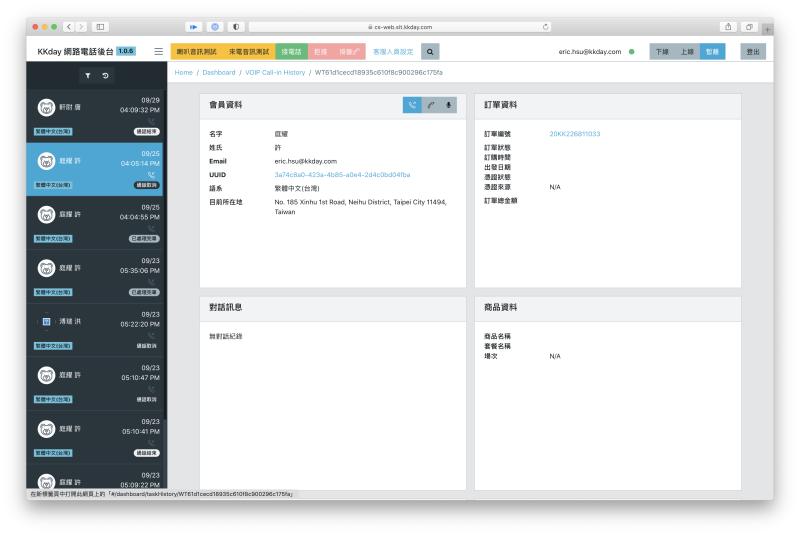 cs-web.sit.kkday.com
KKday 網路電話後台 1.0.6
喇叭音訊測試 來電音訊測試 接電話 拒接 掛斷 客服人員設定
eric.hsu@kkday.com 下線 上線 暫離 登出
Home / Dashboard / VOIP Call-in History / WT61d1cecd18935c610f8c900296c175fa
軒尉 唐
09/29
04:09:32 PM
繁體中文(台灣) 通話結束
庭耀 許
09/25
04:05:14 PM
繁體中文(台灣) 通話取消
庭耀 許
09/25
04:04:55 PM
繁體中文(台灣) 已處理完畢
庭耀 許
09/23
05:35:06 PM
繁體中文(台灣) 已處理完畢
洪
09/23
05:22:20 PM
繁體中文(台灣) 通話取消
庭耀 許
09/23
05:10:47 PM
繁體中文(台灣) 通話取消
庭耀 許
09/23
05:10:41 PM
繁體中文(台灣) 通話結束
庭耀 許
09/23
05:09:22 PM
會員資料
名字 庭耀
姓氏 許
Email eric.hsu@kkday.com
UUID 3a74c8a0-423a-4b85-a0e4-2d4c0bd04fba
語系 繁體中文(台灣)
目前所在地 No. 185 Xinhu 1st Road, Neihu District, Taipei City 11494,
Taiwan
訂單資料
訂單編號 20KK226811033
訂單狀態
訂購時間
出發日期
憑證狀態
憑證來源 N/A
訂單總金額
對話訊息
無對話紀錄
商品資料
商品名稱
套餐名稱
場次 N/A
在新標籤頁中打開此網頁上的「#/dashboard/taskHistory/WT61d1cecd18935c610f8c900296c175fa」